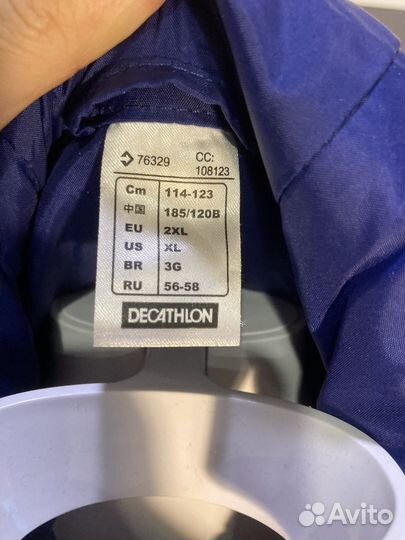 76329 CC:
108123
Cm 114-123
中国 185/120B
EU 2XL
US XL
BR 3G
RU 56-58
DECATHLON
Avito